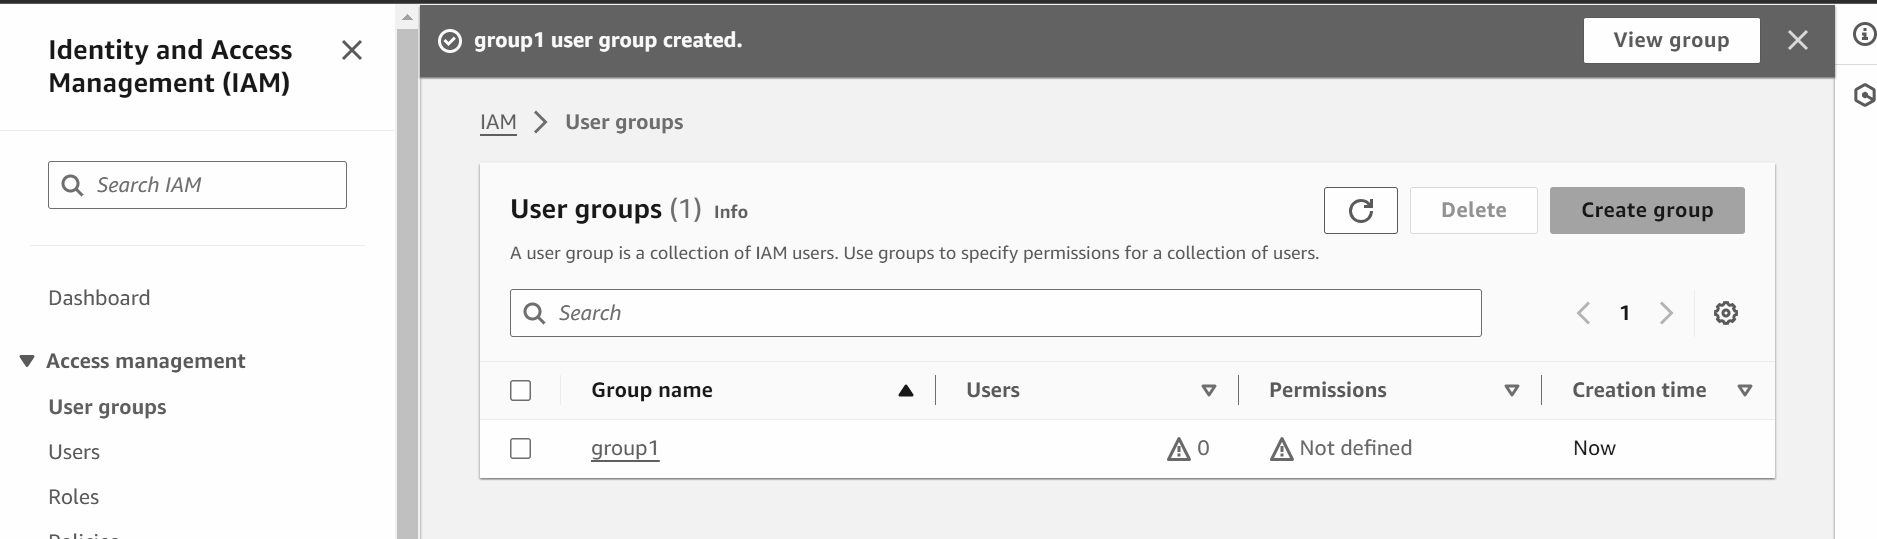 Identity and Access
Management (IAM)
Search IAM
Dashboard
Access management
User groups
Users
Roles
Policies
group1 user group created.
View group
IAM
User groups
User groups (1) Info
Delete
Create group
A user group is a collection of IAM users. Use groups to specify permissions for a collection of users.
Search
1
Group name
Users
Permissions
Creation time
group1
0
Not defined
Now